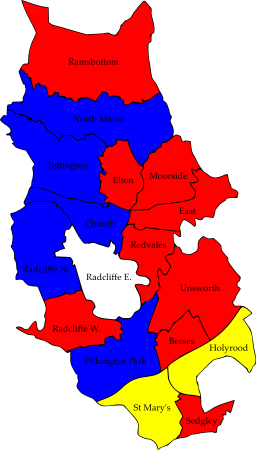 Ramsbottom
North Manor
Tottington
Elton
Moorside
East
Church
Redvales
Radcliffe N.
Radcliffe E.
Unsworth
Radcliffe W.
Besses
Holyrood
Pilkington Park
St Mary's
Sedgley